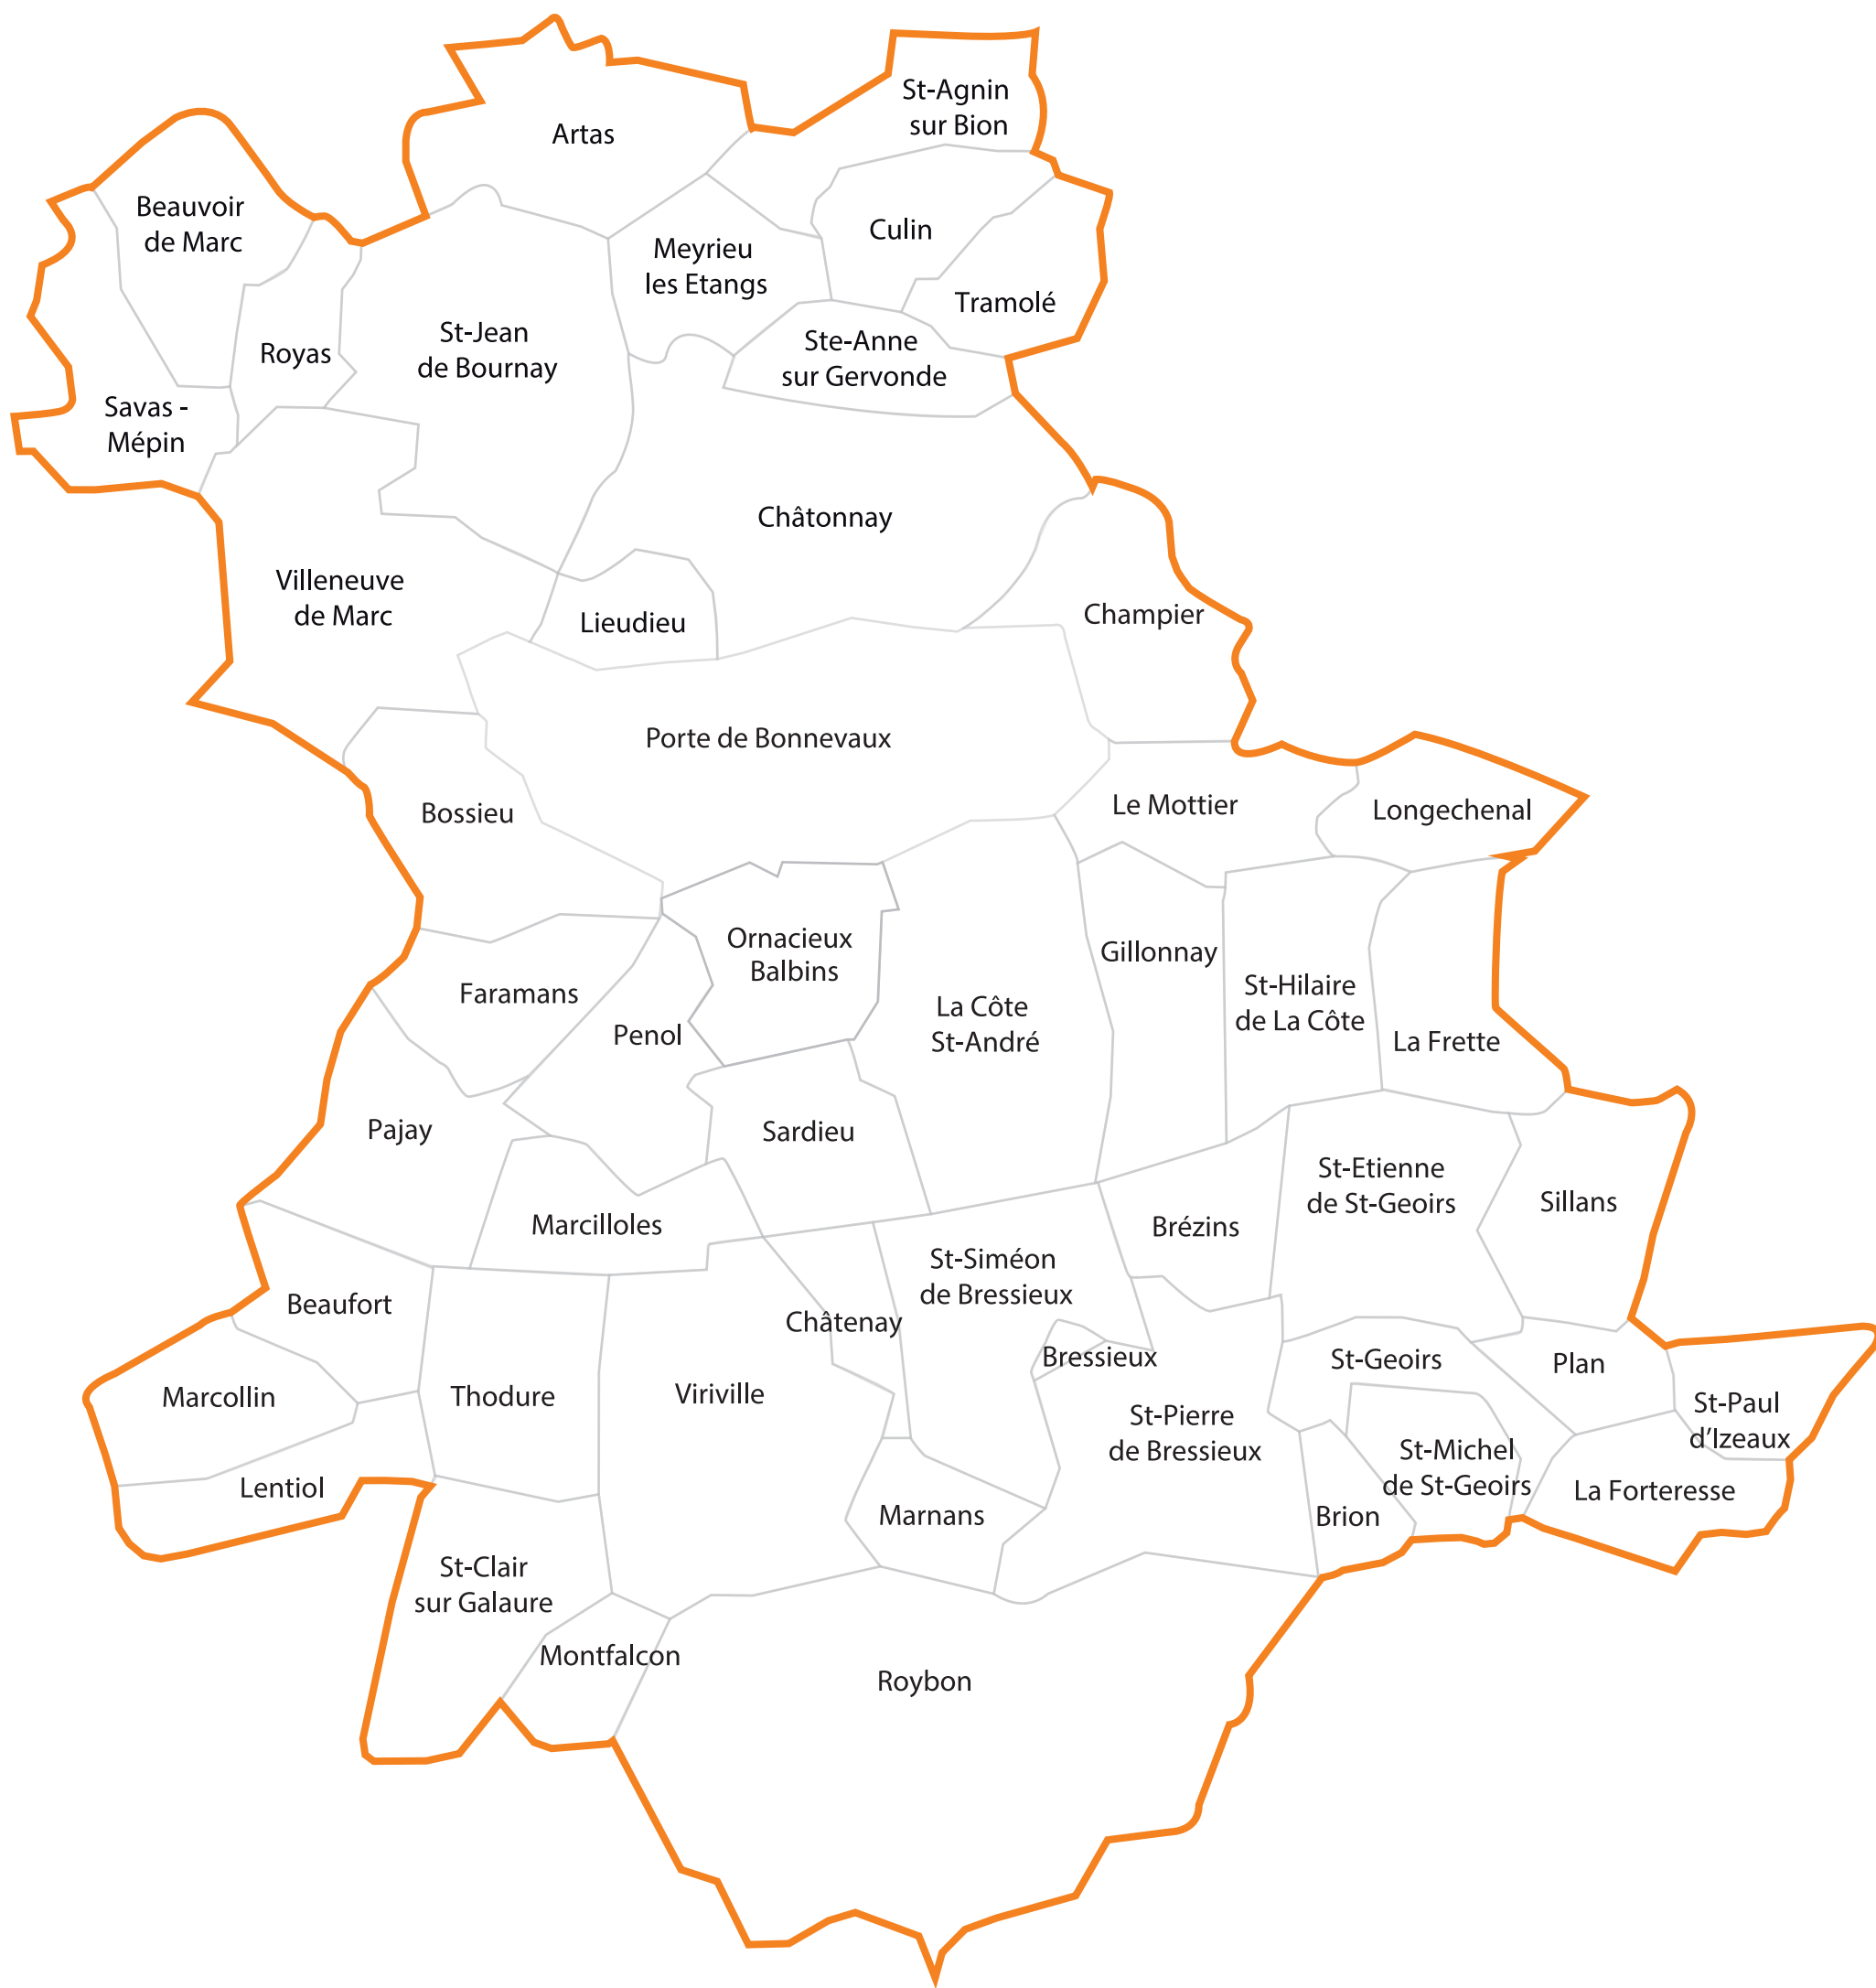 St-Agnin
sur Bion
Artas
Beauvoir
de Marc
Culin
Meyrieu
les Etangs
Tramolé
St-Jean
de Bournay
Ste-Anne
sur Gervonde
Royas
Savas -
Mépin
Châtonnay
Villeneuve
de Marc
Lieudieu
Champier
Porte de Bonnevaux
Bossieu
Le Mottier
Longechenal
Ornacieux
Balbins
Gillonnay
Faramans
St-Hilaire
de La Côte
La Côte
St-André
Penol
La Frette
Pajay
Sardieu
St-Etienne
de St-Geoirs
Sillans
Marcilloles
Brézins
St-Siméon
de Bressieux
Beaufort
Châtenay
Bressieux
St-Geoirs
Plan
Marcollin
Thodure
Viriville
St-Pierre
de Bressieux
St-Paul
d’Izeaux
St-Michel
de St-Geoirs
Lentiol
La Forteresse
Marnans
Brion
St-Clair
sur Galaure
Montfalcon
Roybon